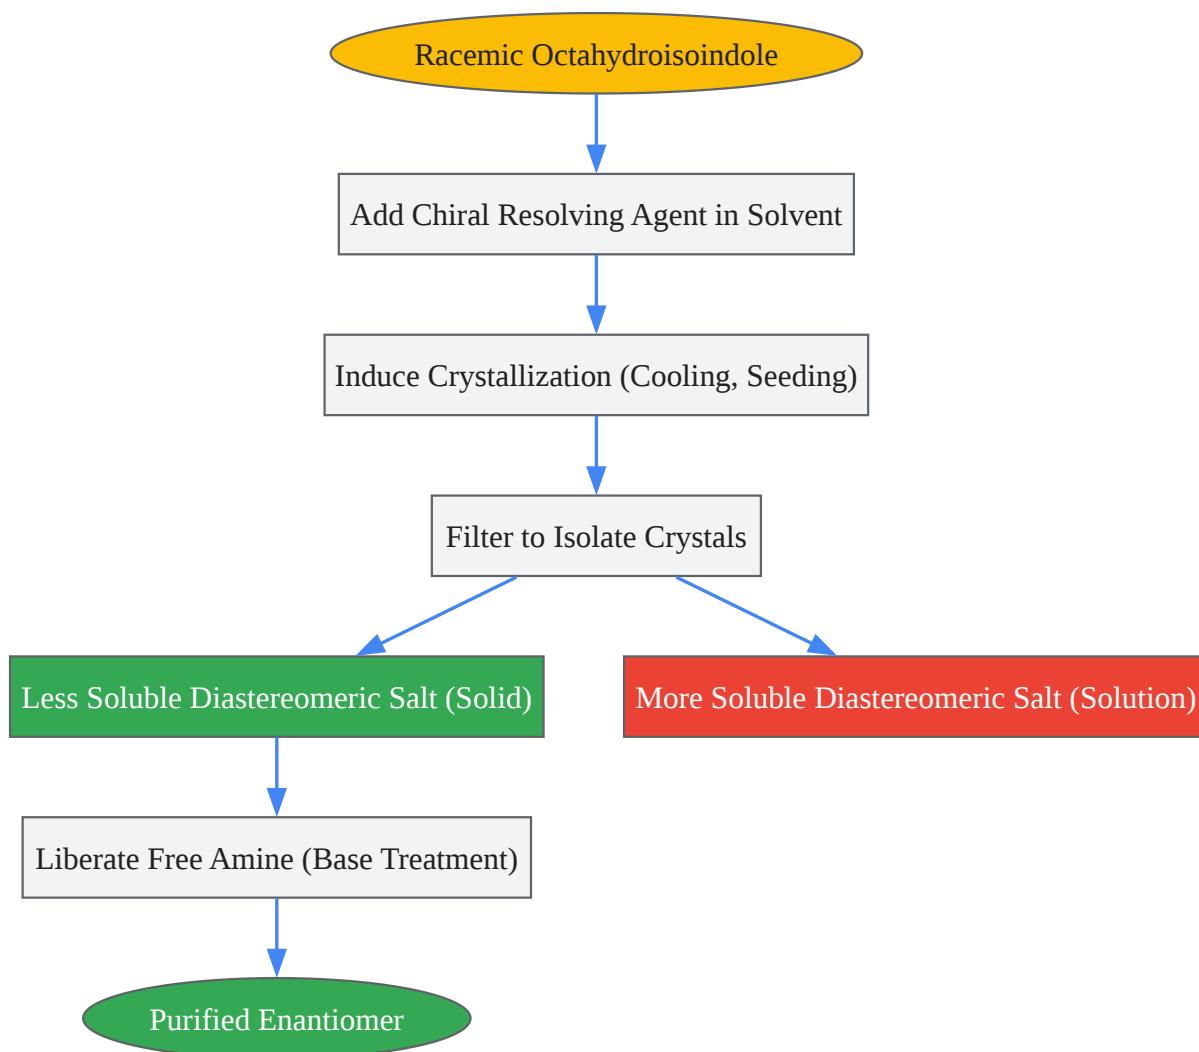 Racemic Octahydroisoindole
Add Chiral Resolving Agent in Solvent
Induce Crystallization (Cooling, Seeding)
Filter to Isolate Crystals
Less Soluble Diastereomeric Salt (Solid)
More Soluble Diastereomeric Salt (Solution)
Liberate Free Amine (Base Treatment)
Purified Enantiomer